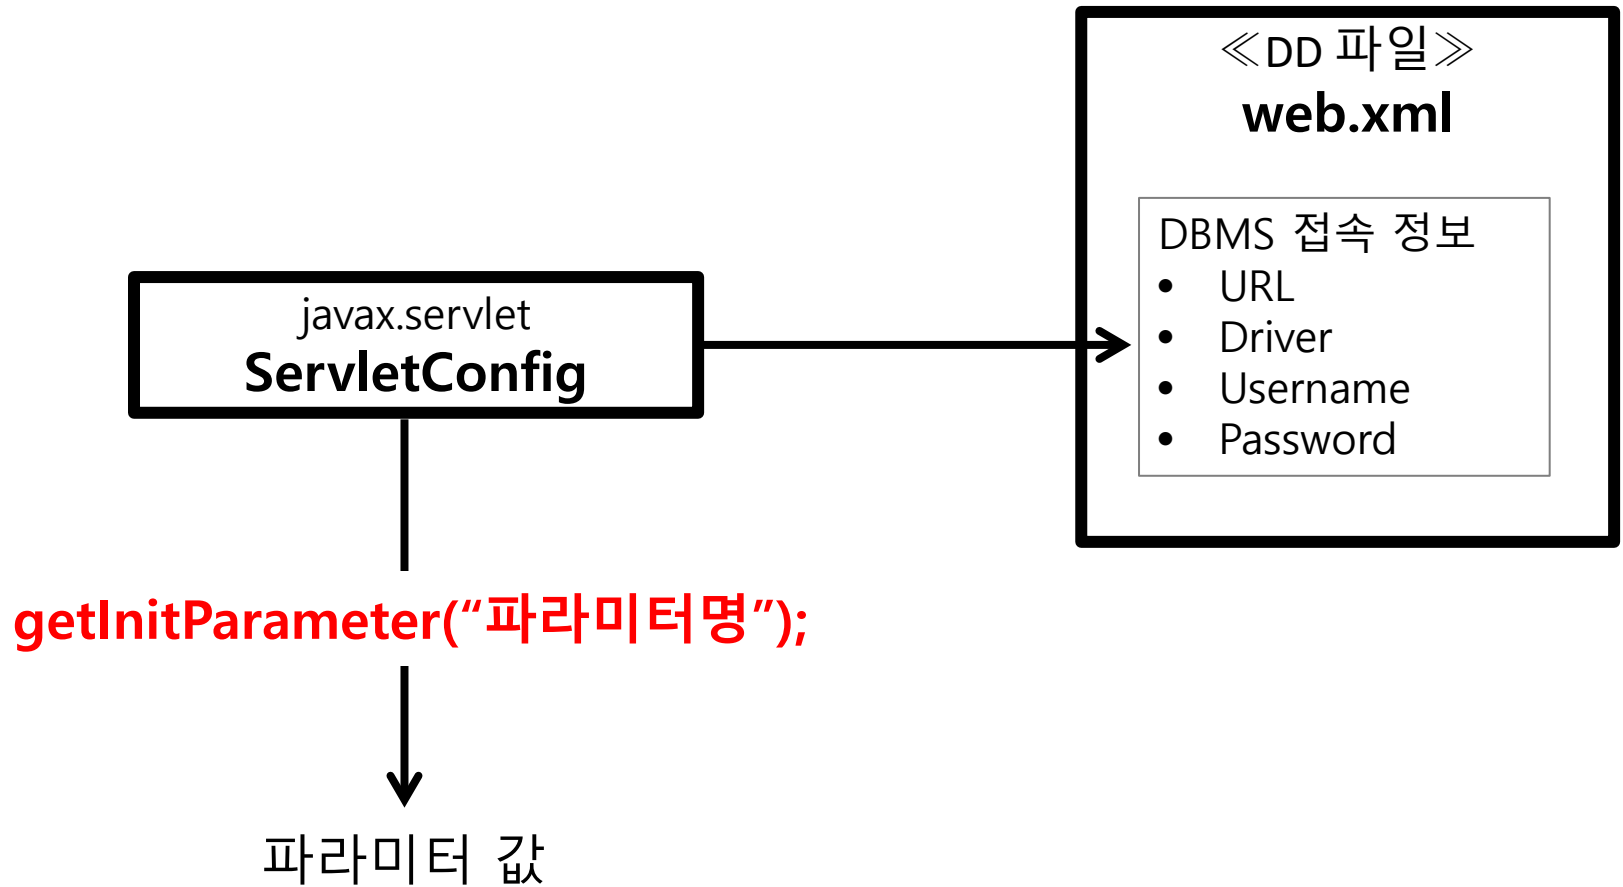 ≪DD 파일≫
web.xml
DBMS 접속 정보
• URL
• Driver
• Username
• Password
javax.servlet
ServletConfig
getInitParameter(“파라미터명”);
파라미터 값